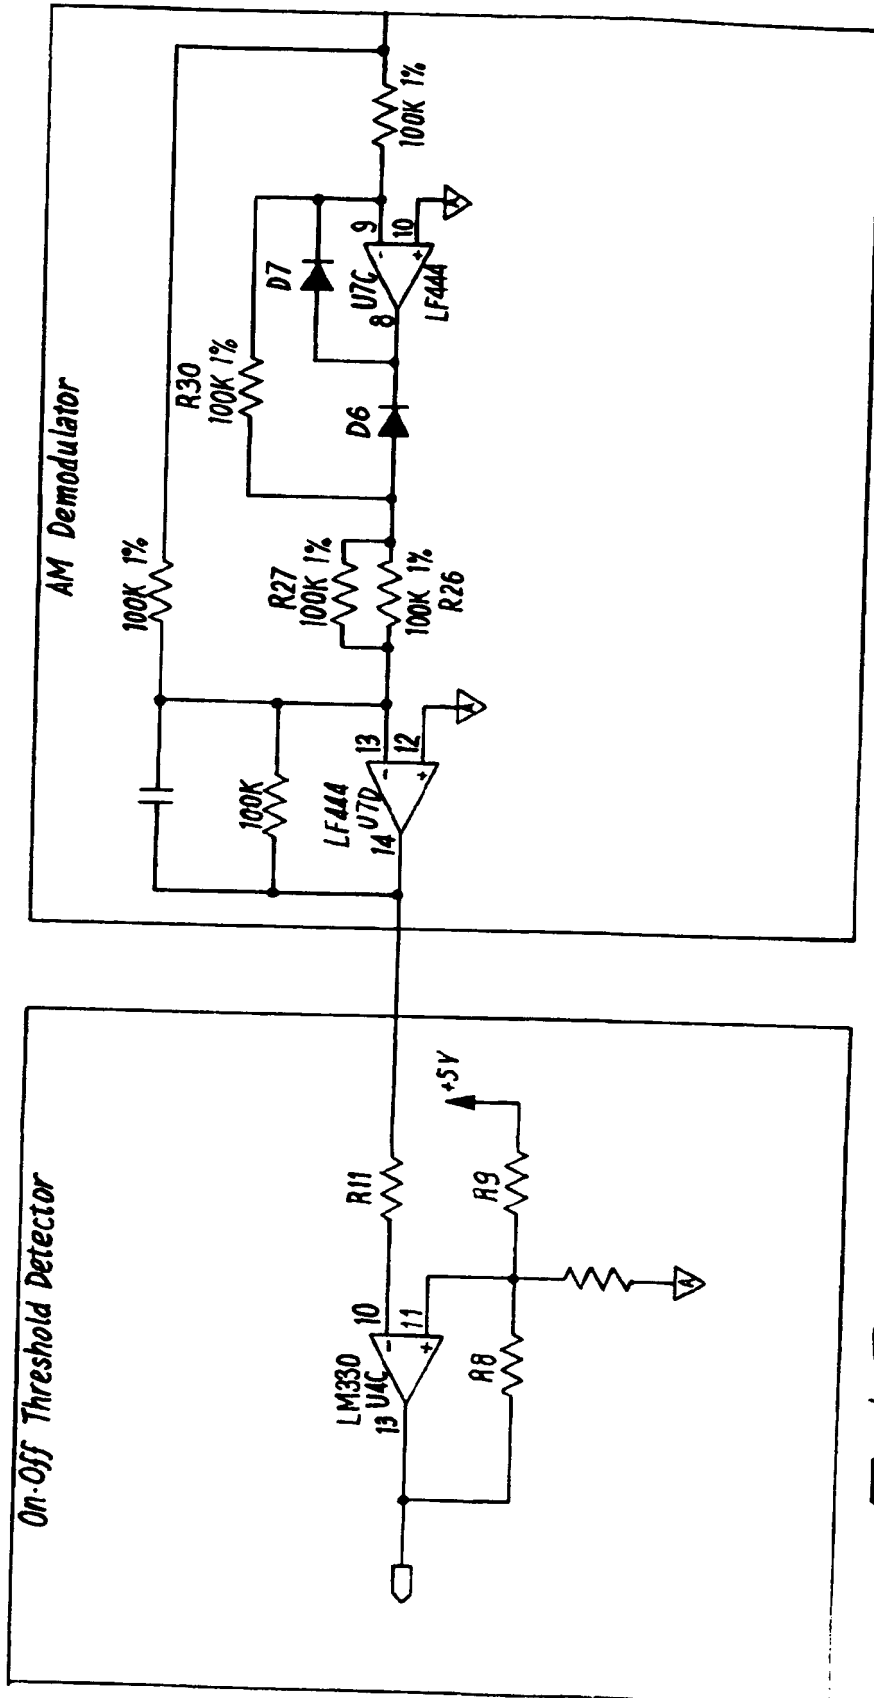 On-Off Threshold Detector
LM330
U4C
10
11
13
R11
R8
R9
+5V
A
AM Demodulator
100K 1%
100K
LF444
U7D
13
12
14
A
R27
100K 1%
100K 1%
R26
R30
100K 1%
D7
D6
U7C
LF444
8
9
10
A
100K 1%